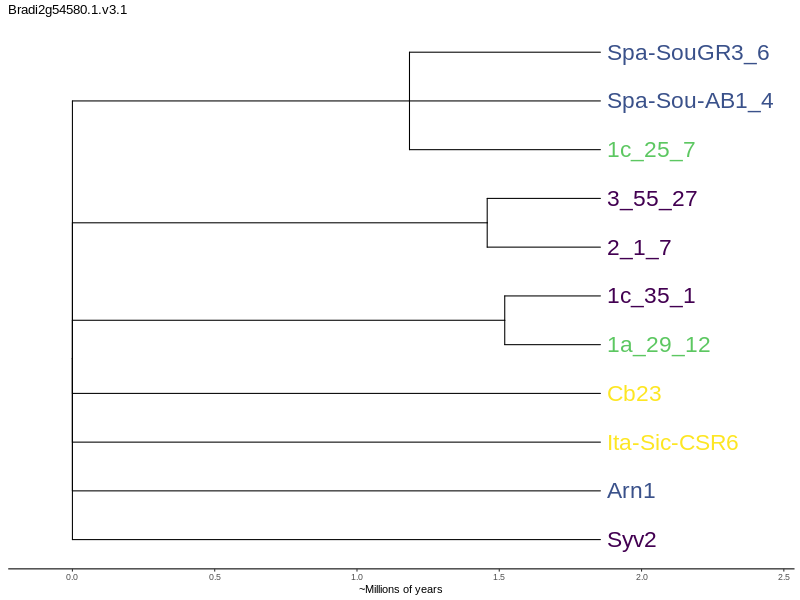 Bradi2g54580.1.v3.1
Spa-SouGR3_6
Spa-Sou-AB1_4
1c_25_7
3_55_27
2_1_7
1c_35_1
1a_29_12
Cb23
Ita-Sic-CSR6
Arn1
Syv2
0.0 0.5 1.0 1.5 2.0 2.5
~Millions of years